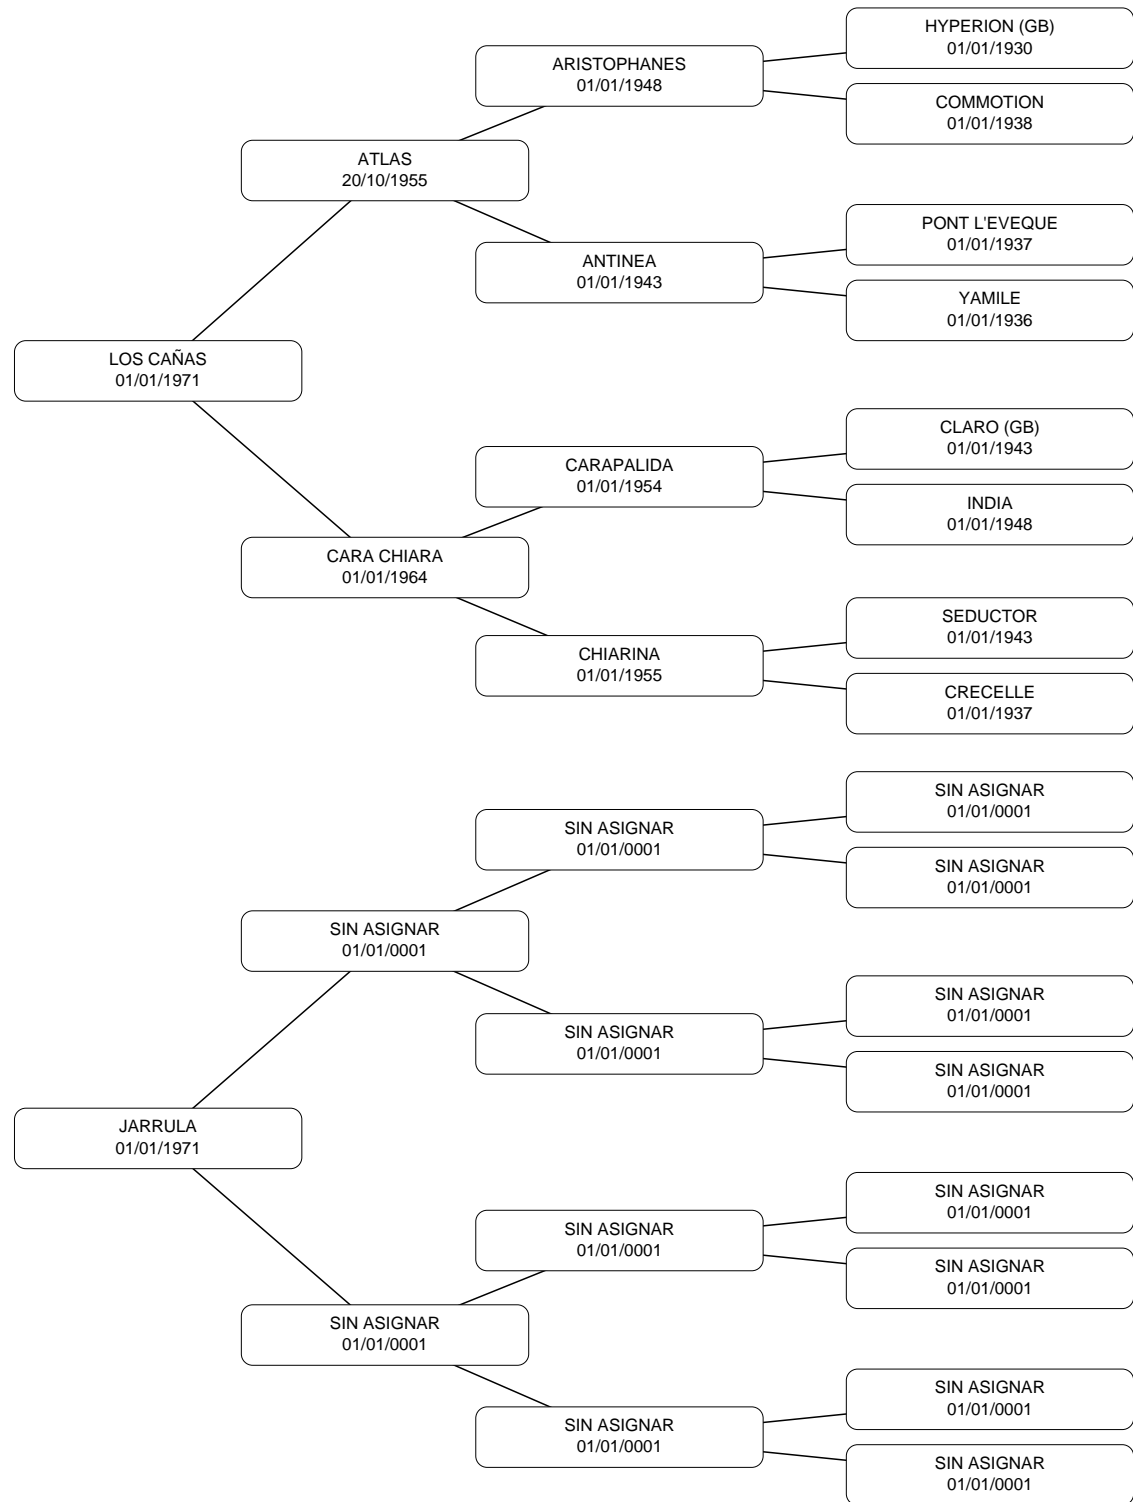 HYPERION (GB)
01/01/1930
ARISTOPHANES
01/01/1948
COMMOTION
01/01/1938
ATLAS
20/10/1955
PONT L'EVEQUE
01/01/1937
ANTINEA
01/01/1943
YAMILE
01/01/1936
LOS CAÑAS
01/01/1971
CLARO (GB)
01/01/1943
CARAPALIDA
01/01/1954
INDIA
01/01/1948
CARA CHIARA
01/01/1964
SEDUCTOR
01/01/1943
CHIARINA
01/01/1955
CRECELLE
01/01/1937
SIN ASIGNAR
01/01/0001
SIN ASIGNAR
01/01/0001
SIN ASIGNAR
01/01/0001
SIN ASIGNAR
01/01/0001
SIN ASIGNAR
01/01/0001
SIN ASIGNAR
01/01/0001
SIN ASIGNAR
01/01/0001
JARRULA
01/01/1971
SIN ASIGNAR
01/01/0001
SIN ASIGNAR
01/01/0001
SIN ASIGNAR
01/01/0001
SIN ASIGNAR
01/01/0001
SIN ASIGNAR
01/01/0001
SIN ASIGNAR
01/01/0001
SIN ASIGNAR
01/01/0001